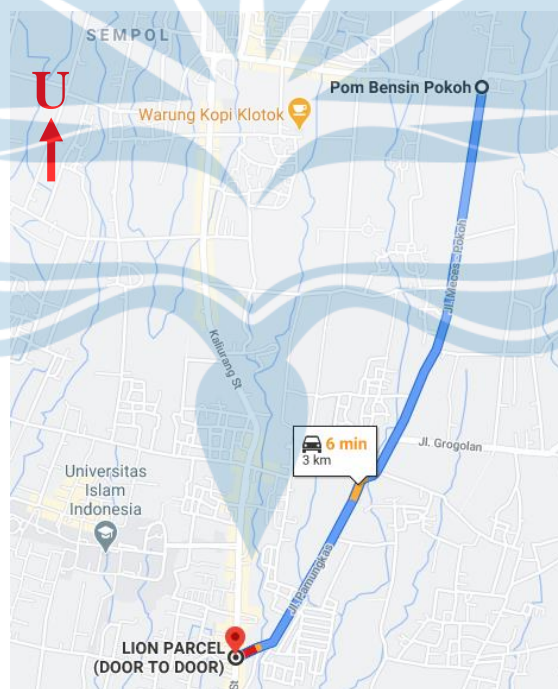 SEMPOL
U
Pom Bensin Pokoh
Warung Kopi Klotok
Jl. Meces - Pokoh
Kaliurang St
6 min
3 km
Jl. Grogolan
Universitas
Islam
Indonesia
Jl. Pamungkas
LION PARCEL
(DOOR TO DOOR)
St